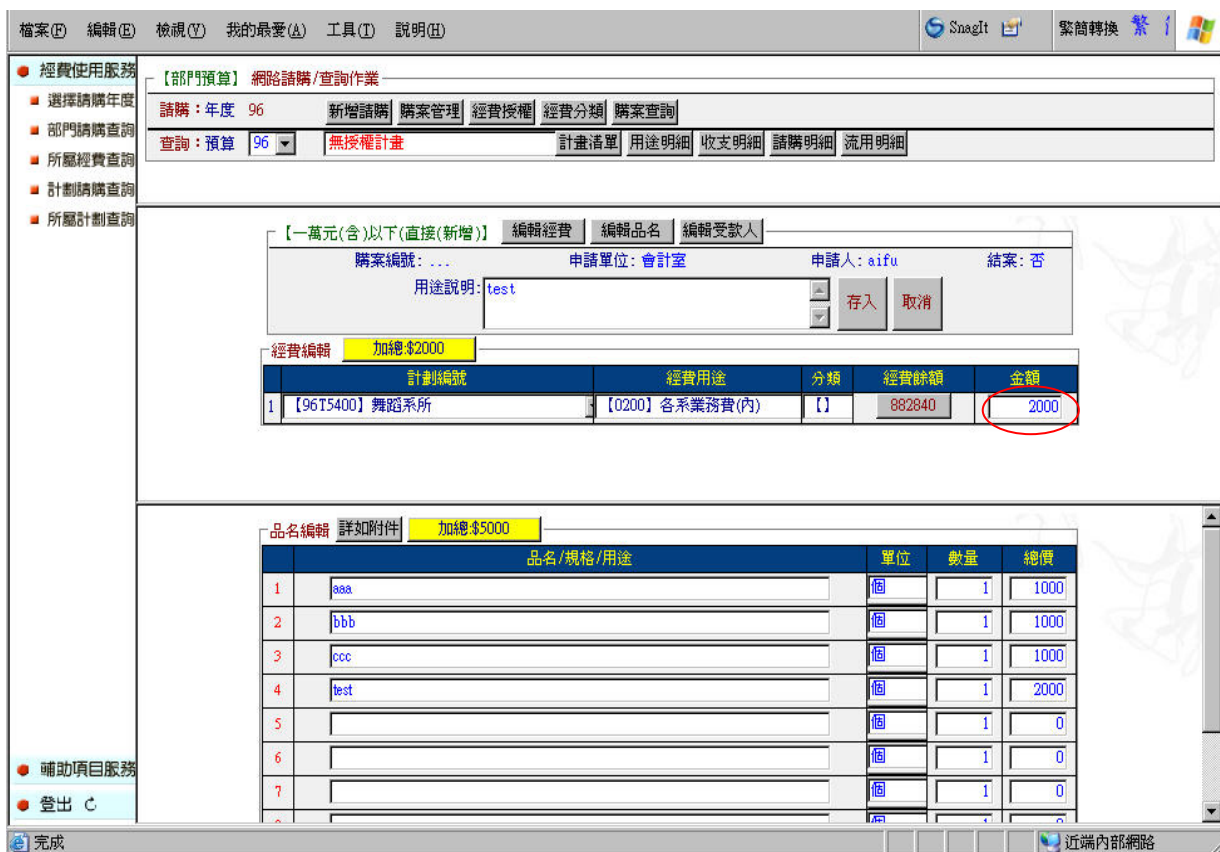 檔案(F) 編輯(E) 檢視(V) 我的最愛(A) 工具(T) 說明(H) SnagIt 繁簡轉換 繁
經費使用服務
選擇請購年度
部門請購查詢
所屬經費查詢
計劃請購查詢
所屬計劃查詢
【部門預算】 網路請購/查詢作業
請購：年度 96 新增請購 購案管理 經費授權 經費分類 購案查詢
查詢：預算 96 無授權計畫 計畫清單 用途明細 收支明細 請購明細 流用明細
【一萬元(含)以下(直接(新增)】 編輯經費 編輯品名 編輯受款人
購案編號: ... 申請單位: 會計室 申請人: aifu 結案: 否
用途說明: test 存入 取消
經費編輯 加總:$2000
計劃編號 經費用途 分類 經費餘額 金額
1 【96T5400】舞蹈系所 【0200】各系業務費(內) 【】 882840 2000
品名編輯 詳如附件 加總:$5000
品名/規格/用途 單位 數量 總價
1 aaa 個 1 1000
2 bbb 個 1 1000
3 ccc 個 1 1000
4 test 個 1 2000
5 個 1 0
6 個 1 0
7 個 1 0
輔助項目服務
登出
完成 近端內部網路